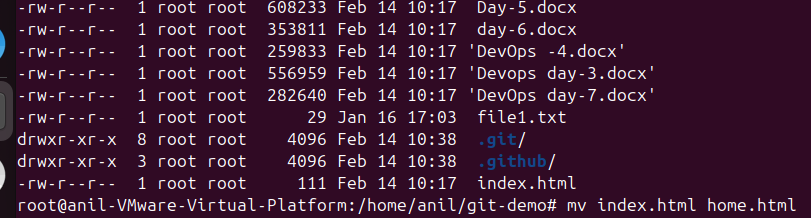 -rw-r--r-- 1 root root 608233 Feb 14 10:17 Day-5.docx
-rw-r--r-- 1 root root 353811 Feb 14 10:17 day-6.docx
-rw-r--r-- 1 root root 259833 Feb 14 10:17 'DevOps -4.docx'
-rw-r--r-- 1 root root 556959 Feb 14 10:17 'Devops day-3.docx'
-rw-r--r-- 1 root root 282640 Feb 14 10:17 'DevOps day-7.docx'
-rw-r--r-- 1 root root 29 Jan 16 17:03 file1.txt
drwxr-xr-x 8 root root 4096 Feb 14 10:38 .git/
drwxr-xr-x 3 root root 4096 Feb 14 10:38 .github/
-rw-r--r-- 1 root root 111 Feb 14 10:17 index.html
root@anil-VMware-Virtual-Platform:/home/anil/git-demo# mv index.html home.html